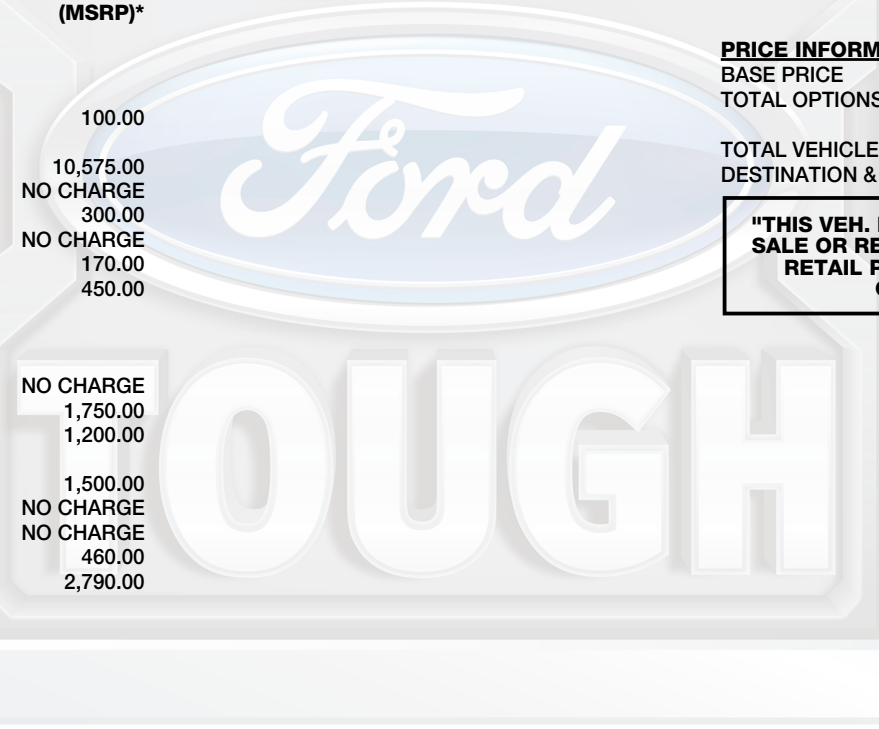 (MSRP)*
100.00
10,575.00
NO CHARGE
300.00
NO CHARGE
170.00
450.00
NO CHARGE
1,750.00
1,200.00
1,500.00
NO CHARGE
NO CHARGE
460.00
2,790.00
PRICE INFORM
BASE PRICE
TOTAL OPTIONS
TOTAL VEHICLE
DESTINATION &
"THIS VEH.
SALE OR RE
RETAIL P
Ford
TOUGH